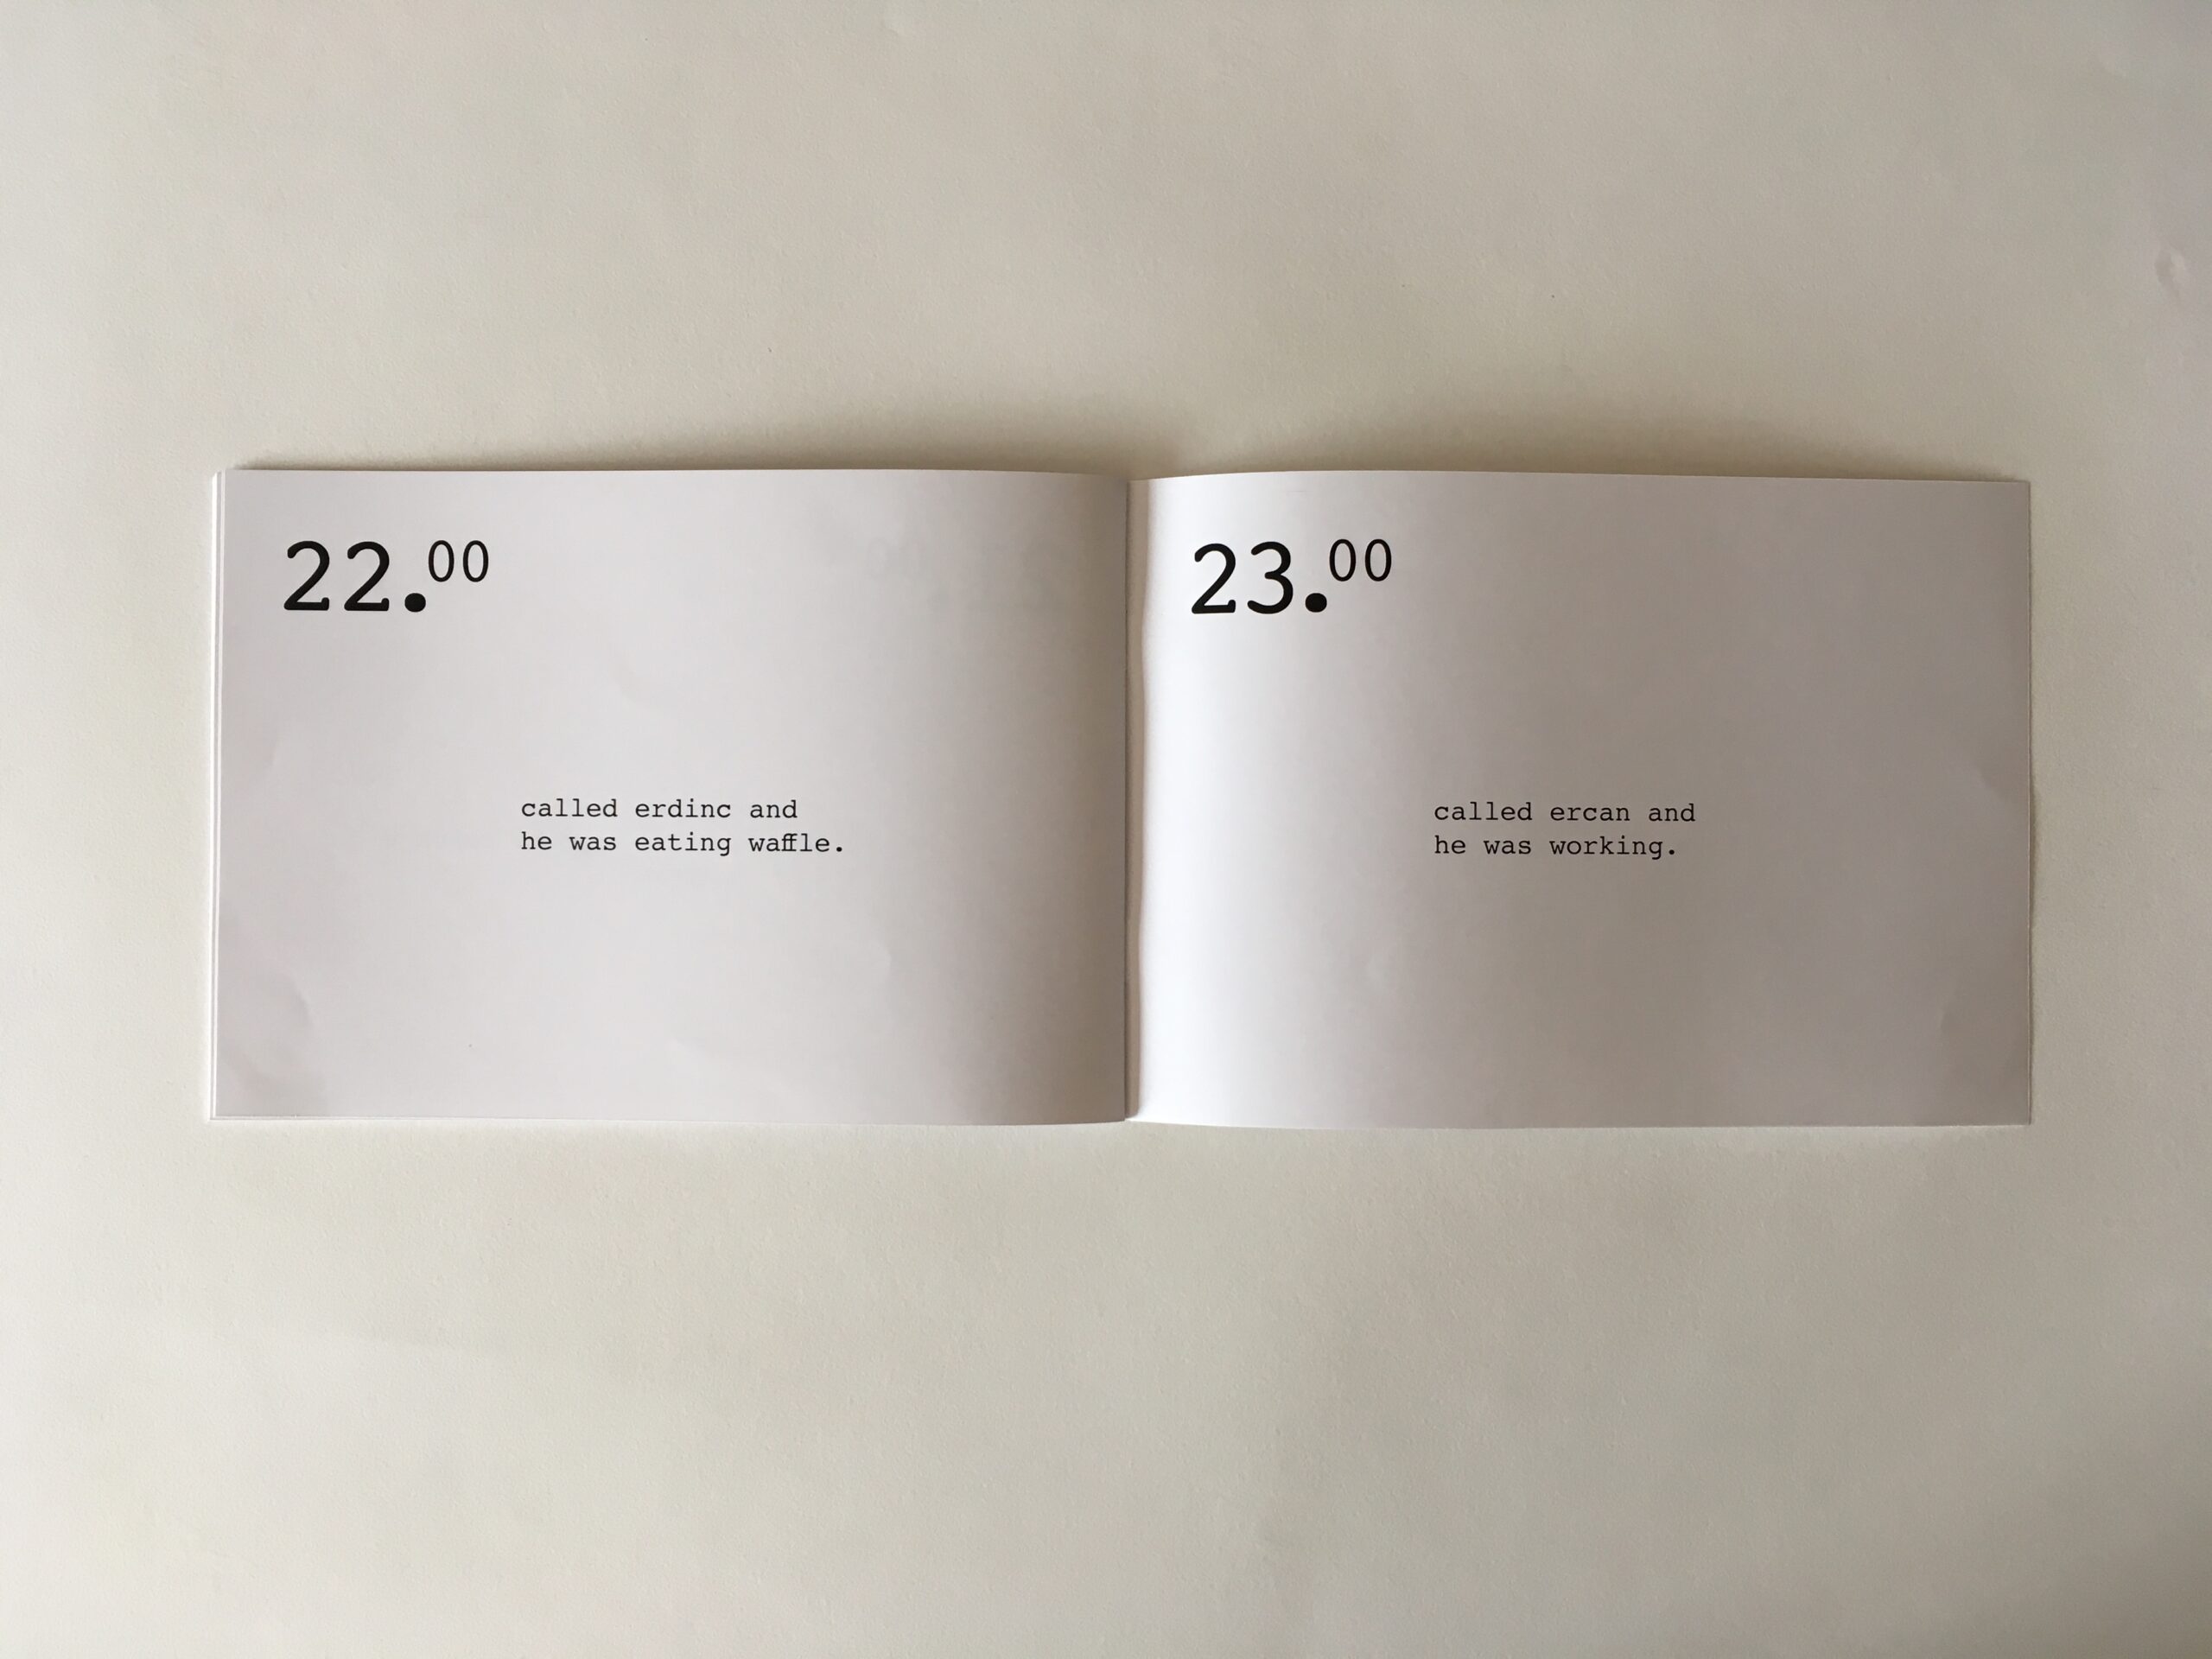 22.00
called erdinc and
he was eating waffle.
23.00
called ercan and
he was working.